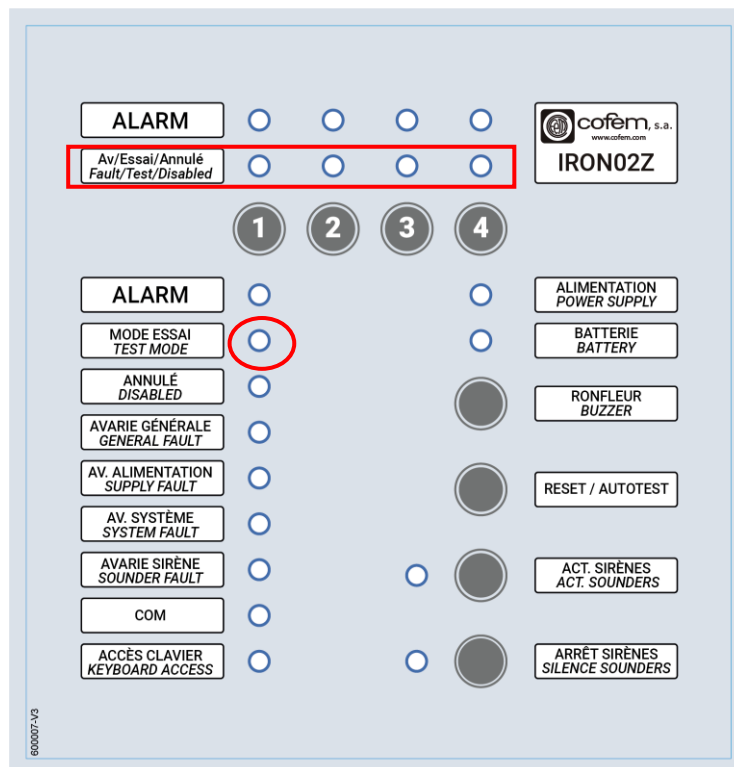 ALARM
cofem, s.a.
www.cofem.com
Av/Essai/Annulé
Fault/Test/Disabled
IRON02Z
1 2 3 4
ALARM
ALIMENTATION
POWER SUPPLY
MODE ESSAI
TEST MODE
BATTERIE
BATTERY
ANNULÉ
DISABLED
RONFLEUR
BUZZER
AVARIE GÉNÉRALE
GENERAL FAULT
AV. ALIMENTATION
SUPPLY FAULT
RESET / AUTOTEST
AV. SYSTÈME
SYSTEM FAULT
AVARIE SIRÈNE
SOUNDER FAULT
ACT. SIRÈNES
ACT. SOUNDERS
COM
ACCÈS CLAVIER
KEYBOARD ACCESS
ARRÊT SIRÈNES
SILENCE SOUNDERS
600007-V3